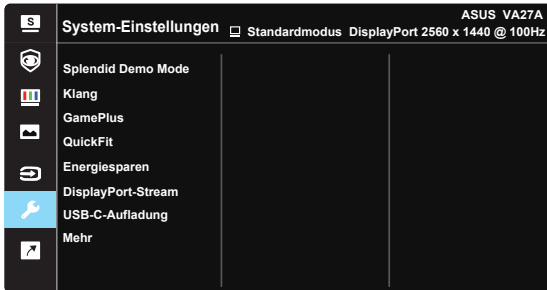 S
System-Einstellungen
ASUS VA27A
Standardmodus DisplayPort 2560 x 1440 @ 100Hz
Splendid Demo Mode
Klang
GamePlus
QuickFit
Energiesparen
DisplayPort-Stream
USB-C-Aufladung
Mehr